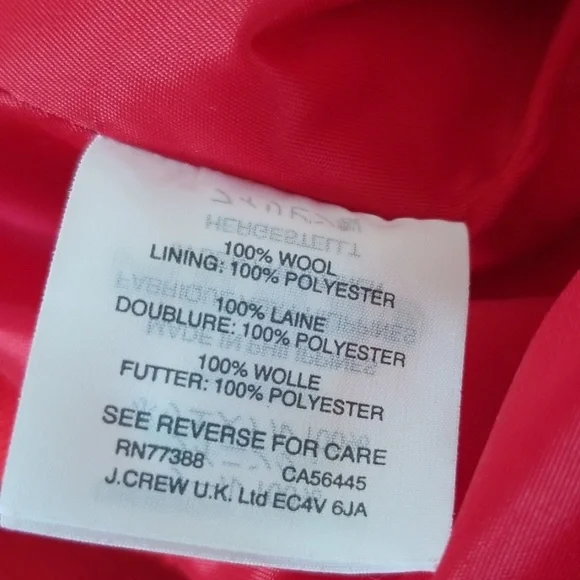 100% WOOL
LINING: 100% POLYESTER
100% LAINE
DOUBLURE: 100% POLYESTER
100% WOLLE
FUTTER: 100% POLYESTER
SEE REVERSE FOR CARE
RN77388 CA56445
J.CREW U.K. Ltd EC4V 6JA